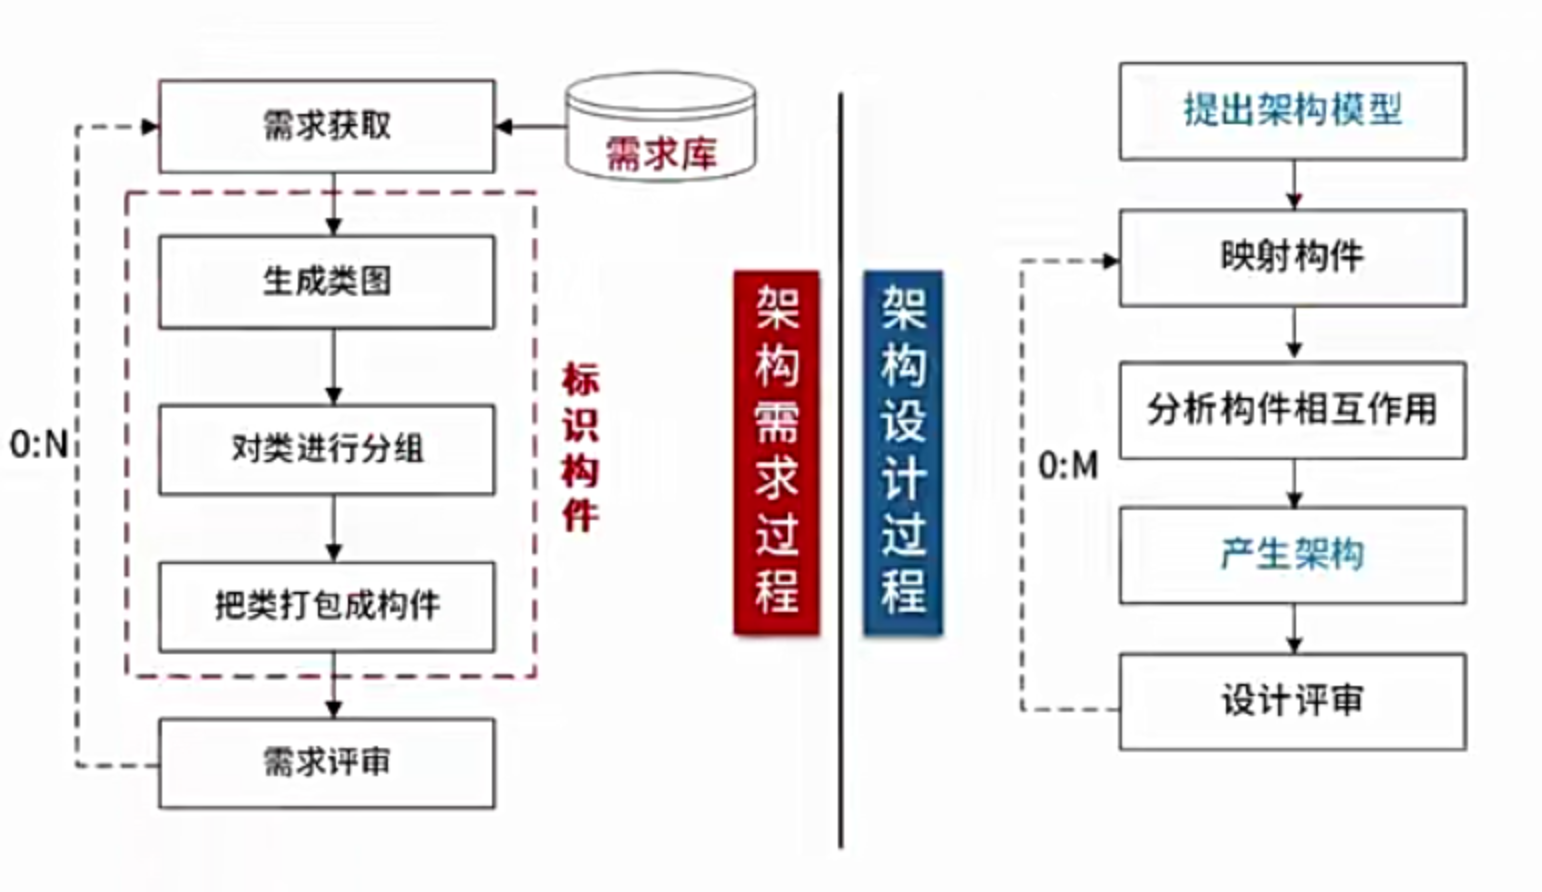 需求获取
需求库
生成类图
对类进行分组
0:N
把类打包成构件
标识构件
需求评审
架构需求过程
架构设计过程
提出架构模型
映射构件
分析构件相互作用
0:M
产生架构
设计评审